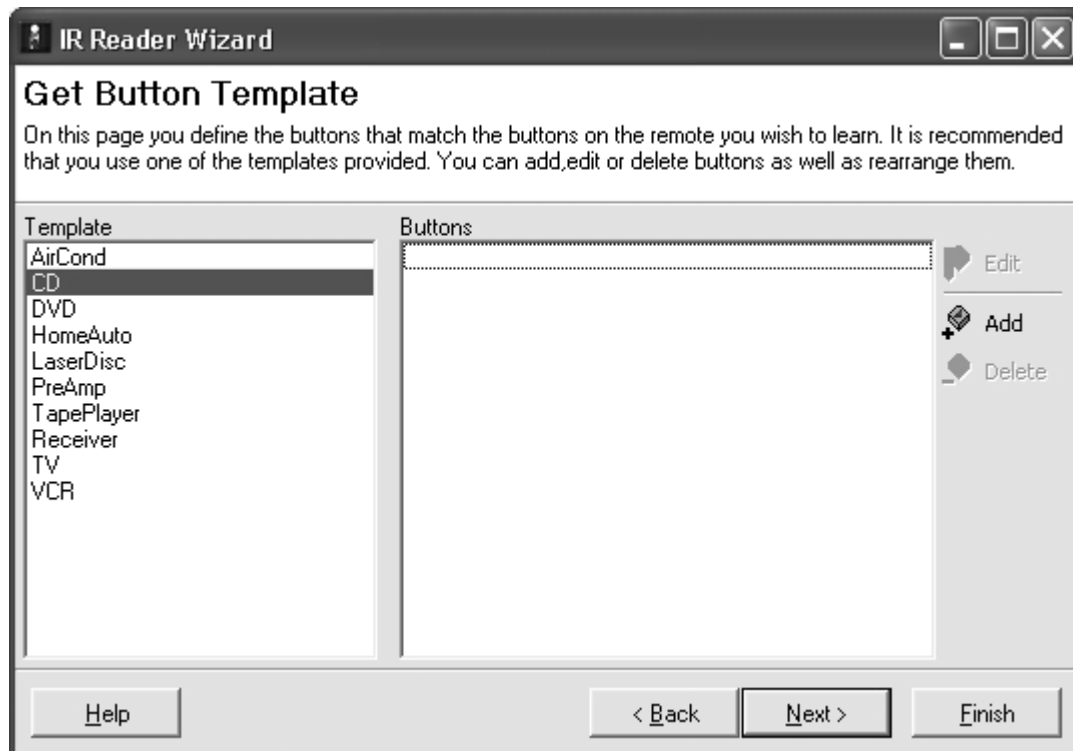 IR Reader Wizard
Get Button Template
On this page you define the buttons that match the buttons on the remote you wish to learn. It is recommended
that you use one of the templates provided. You can add,edit or delete buttons as well as rearrange them.
Template
AirCond
CD
DVD
HomeAuto
LaserDisc
PreAmp
TapePlayer
Receiver
TV
VCR
Buttons
Edit
Add
Delete
Help
< Back
Next >
Finish